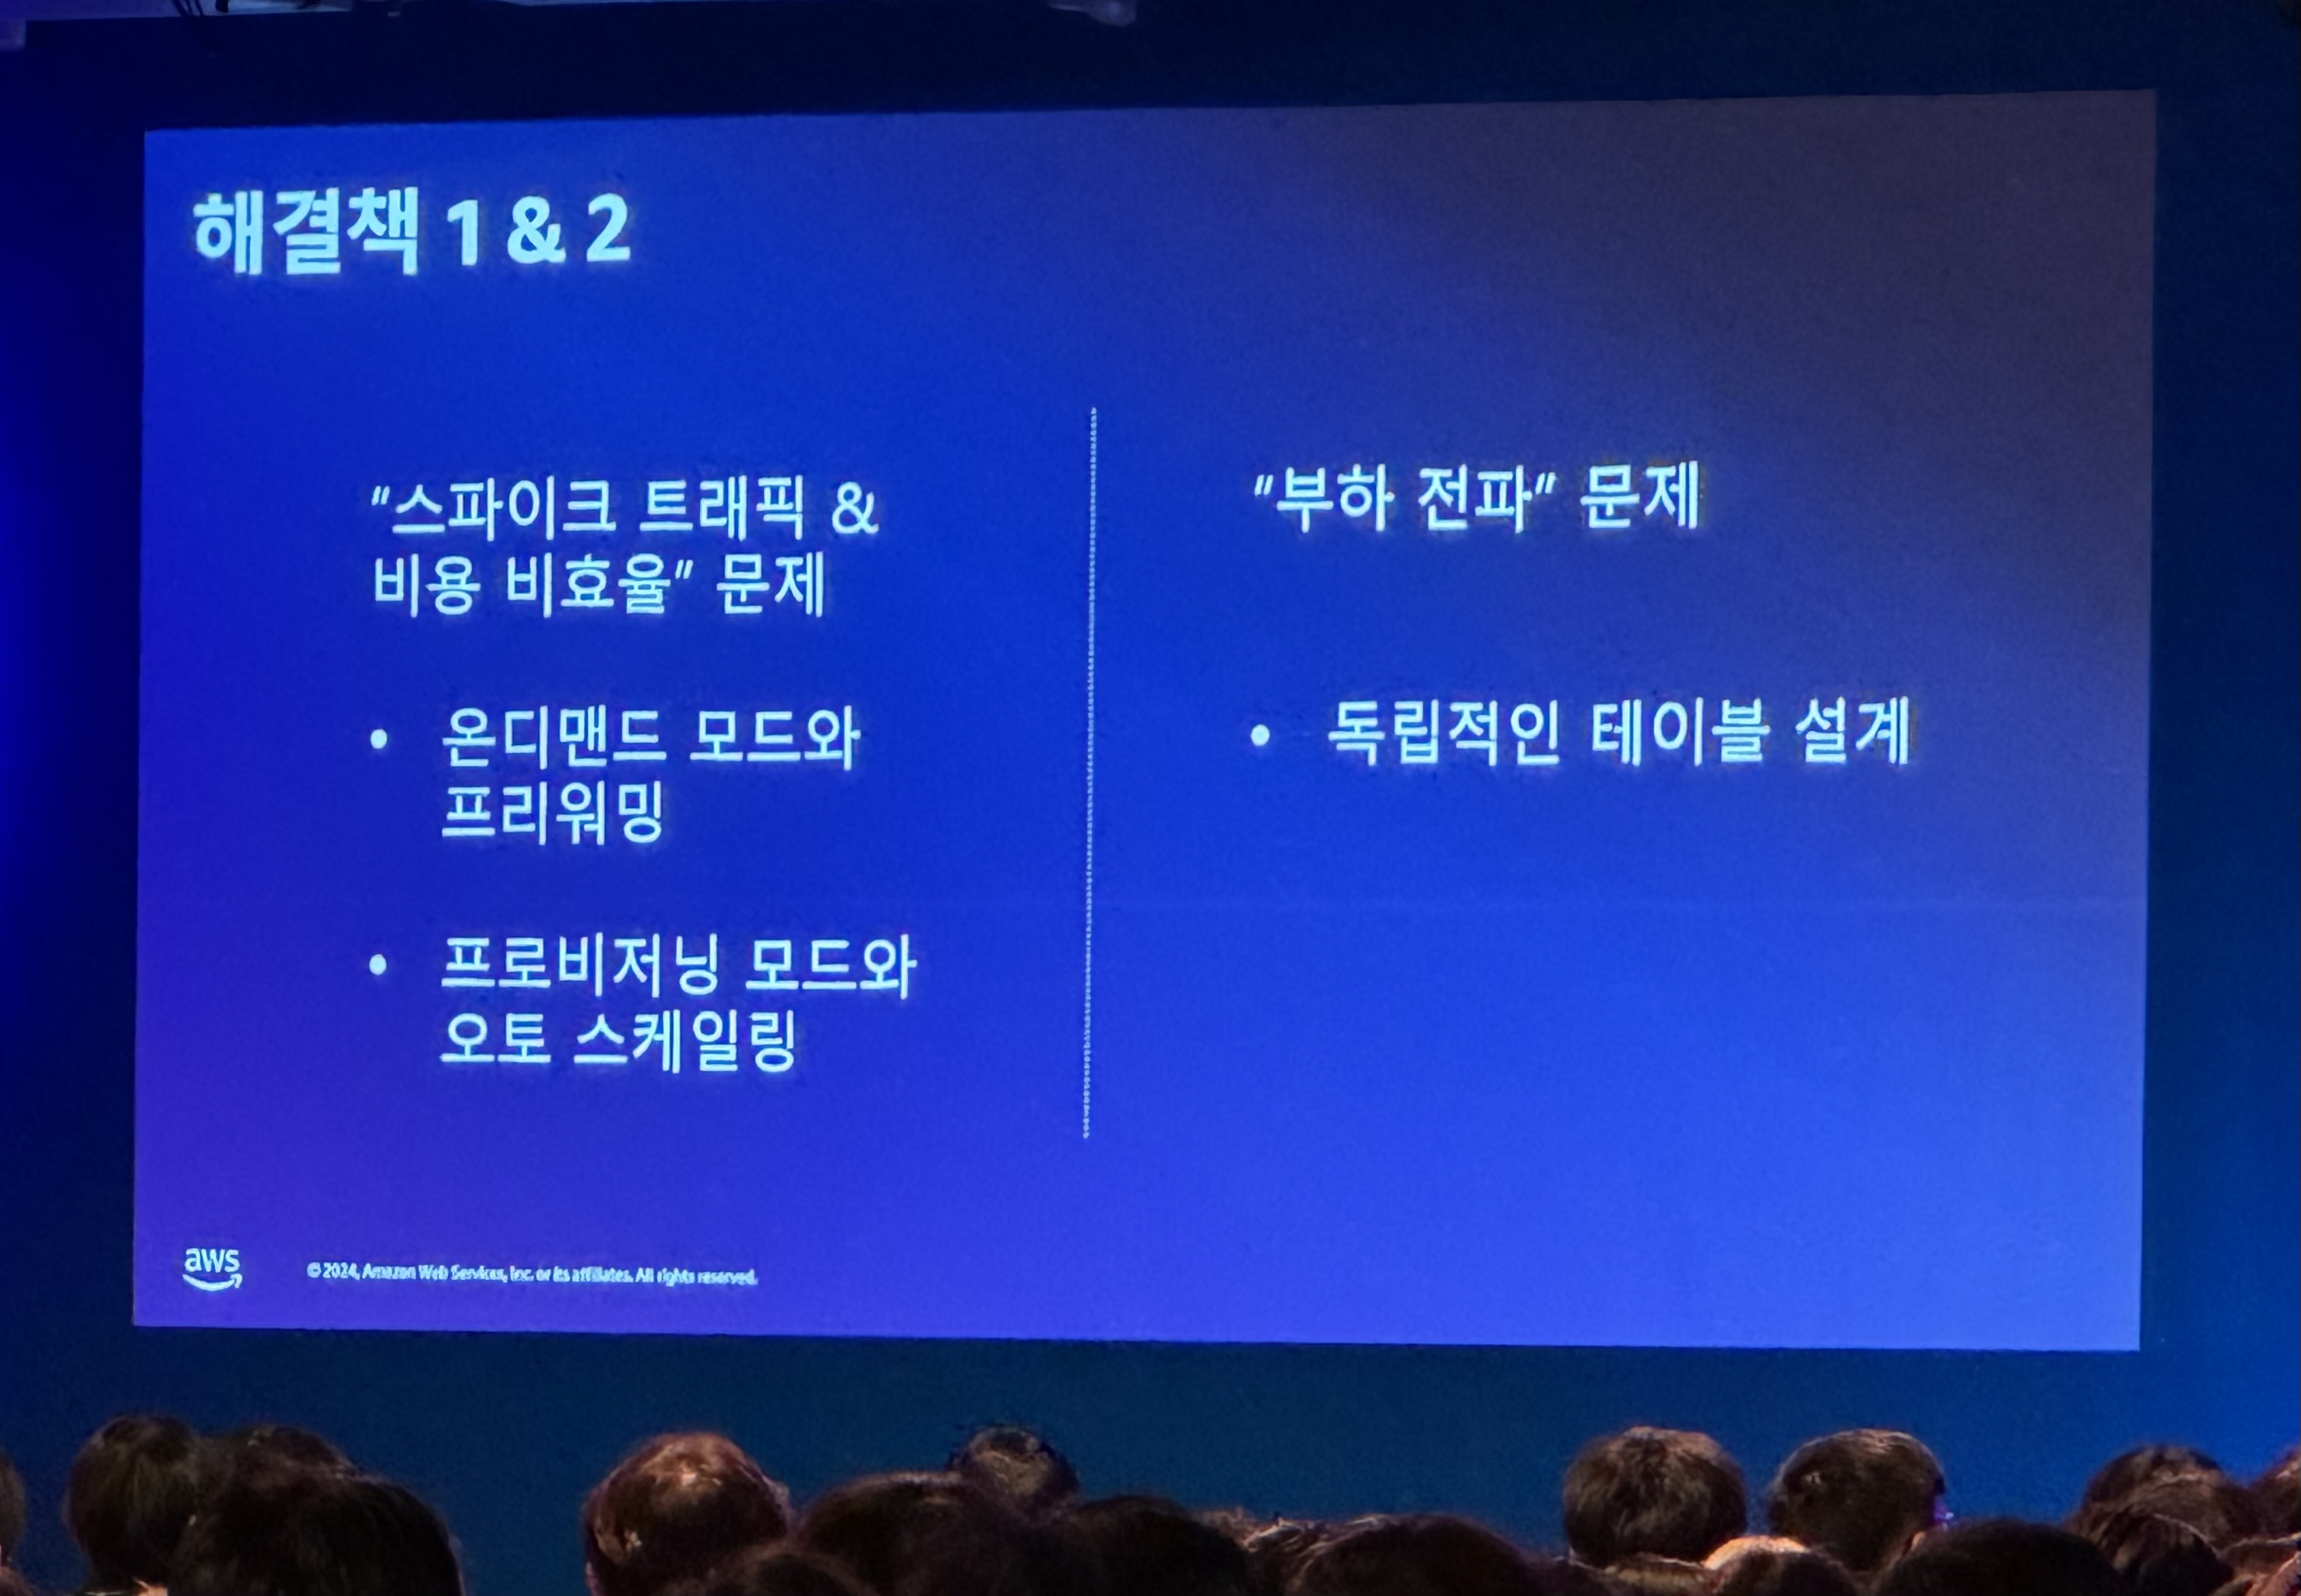 해결책 1 & 2
"스파이크 트래픽 &
비용 비효율" 문제
• 온디맨드 모드와
프리워밍
• 프로비저닝 모드와
오토 스케일링
"부하 전파" 문제
• 독립적인 테이블 설계
aws
© 2024, Amazon Web Services, Inc. or its affiliates. All rights reserved.